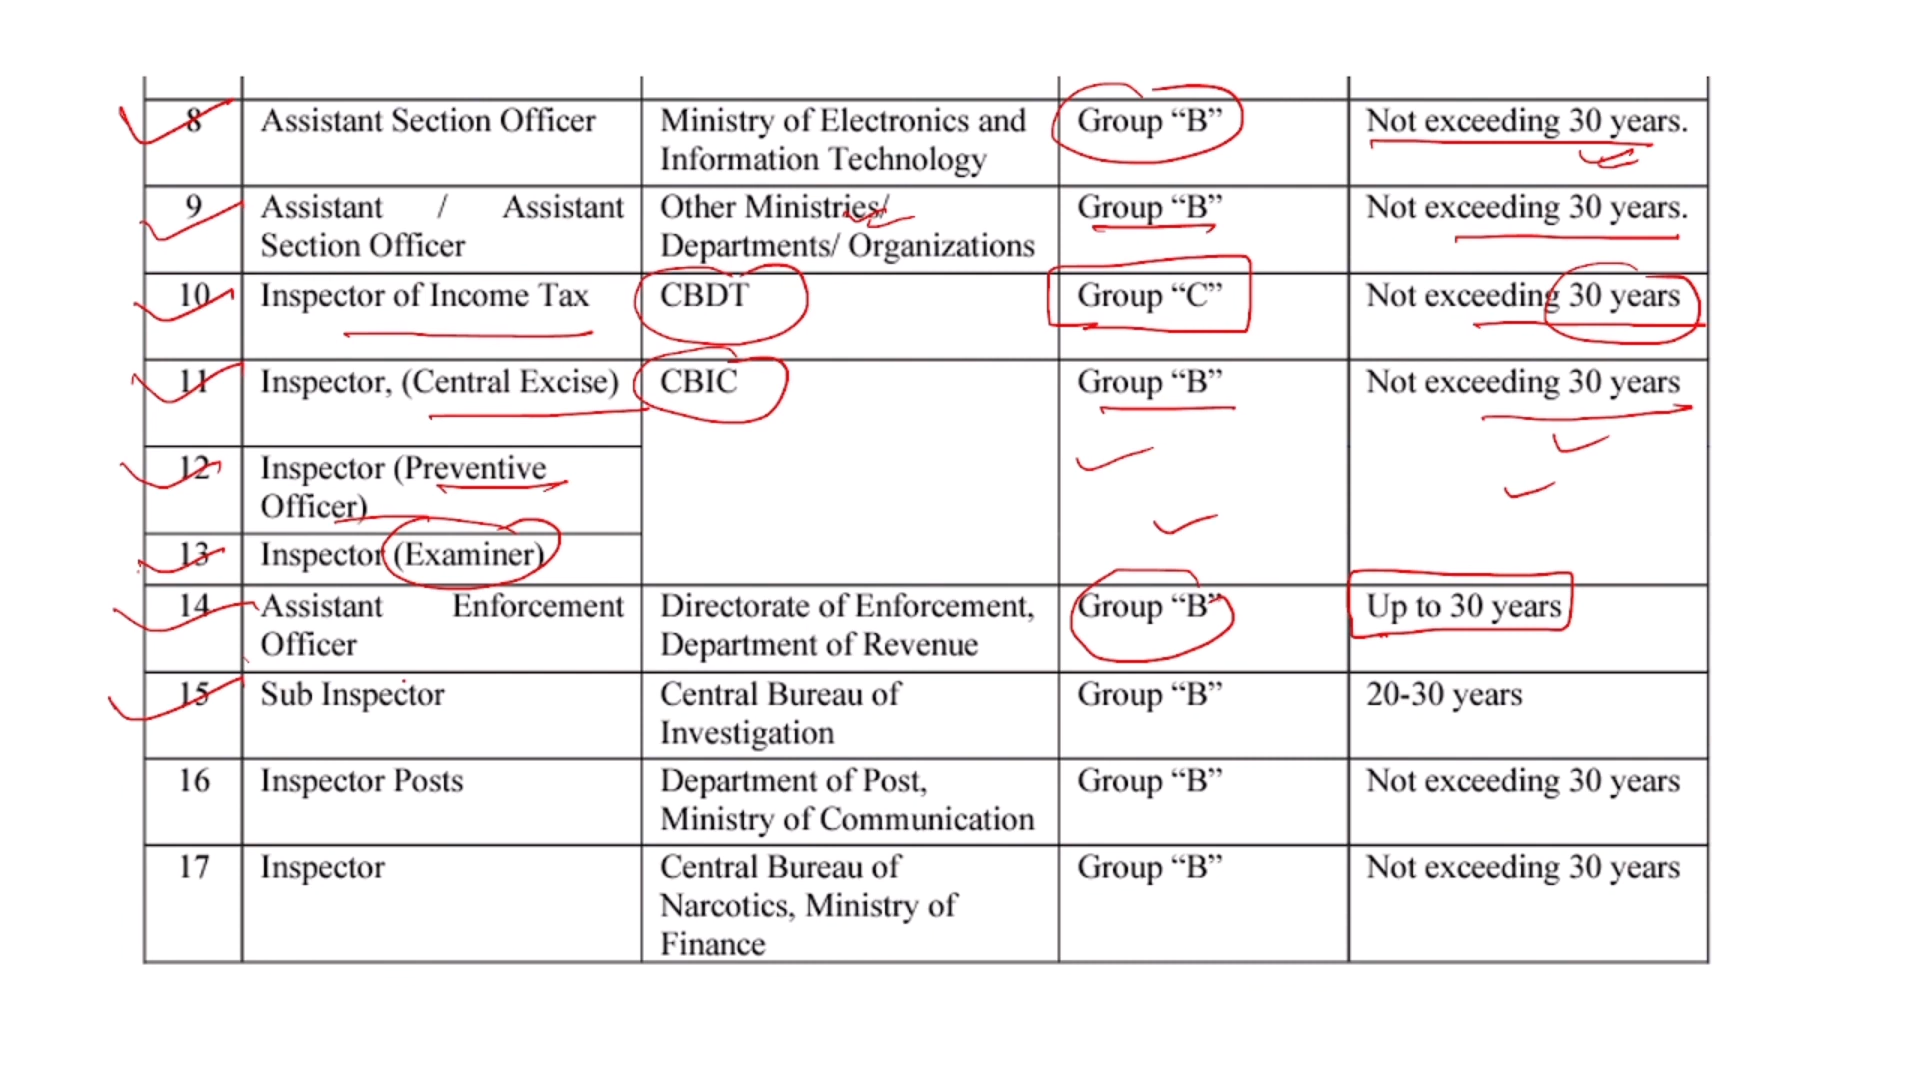 8 Assistant Section Officer Ministry of Electronics and Group “B” Not exceeding 30 years.
Information Technology
9 Assistant / Assistant Other Ministries/ Group “B” Not exceeding 30 years.
Section Officer Departments/ Organizations
10 Inspector of Income Tax CBDT Group “C” Not exceeding 30 years
11 Inspector, (Central Excise) CBIC Group “B” Not exceeding 30 years
12 Inspector (Preventive
Officer)
13 Inspector (Examiner)
14 Assistant Enforcement Directorate of Enforcement, Group “B” Up to 30 years
Officer Department of Revenue
15 Sub Inspector Central Bureau of Group “B” 20-30 years
Investigation
16 Inspector Posts Department of Post, Group “B” Not exceeding 30 years
Ministry of Communication
17 Inspector Central Bureau of Group “B” Not exceeding 30 years
Narcotics, Ministry of
Finance